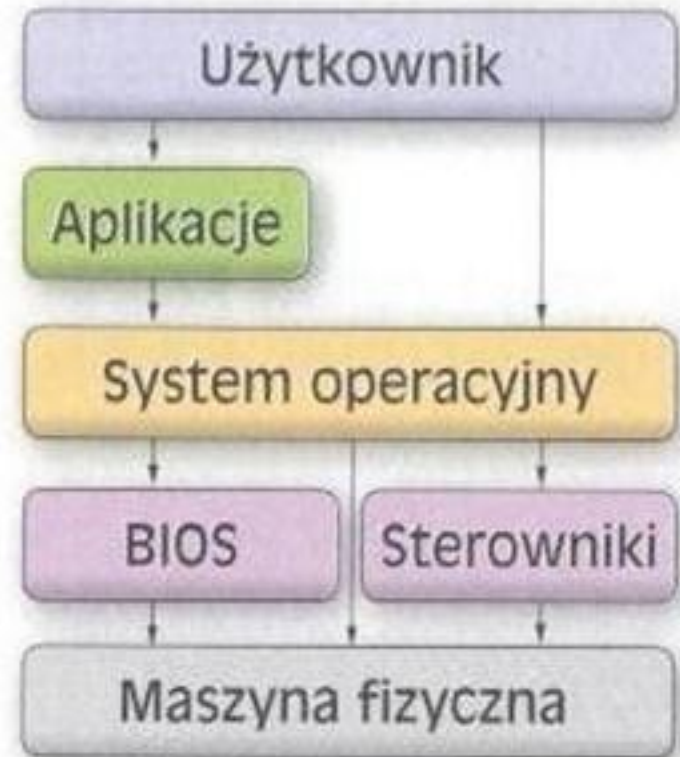 Użytkownik
Aplikacje
System operacyjny
BIOS
Sterowniki
Maszyna fizyczna